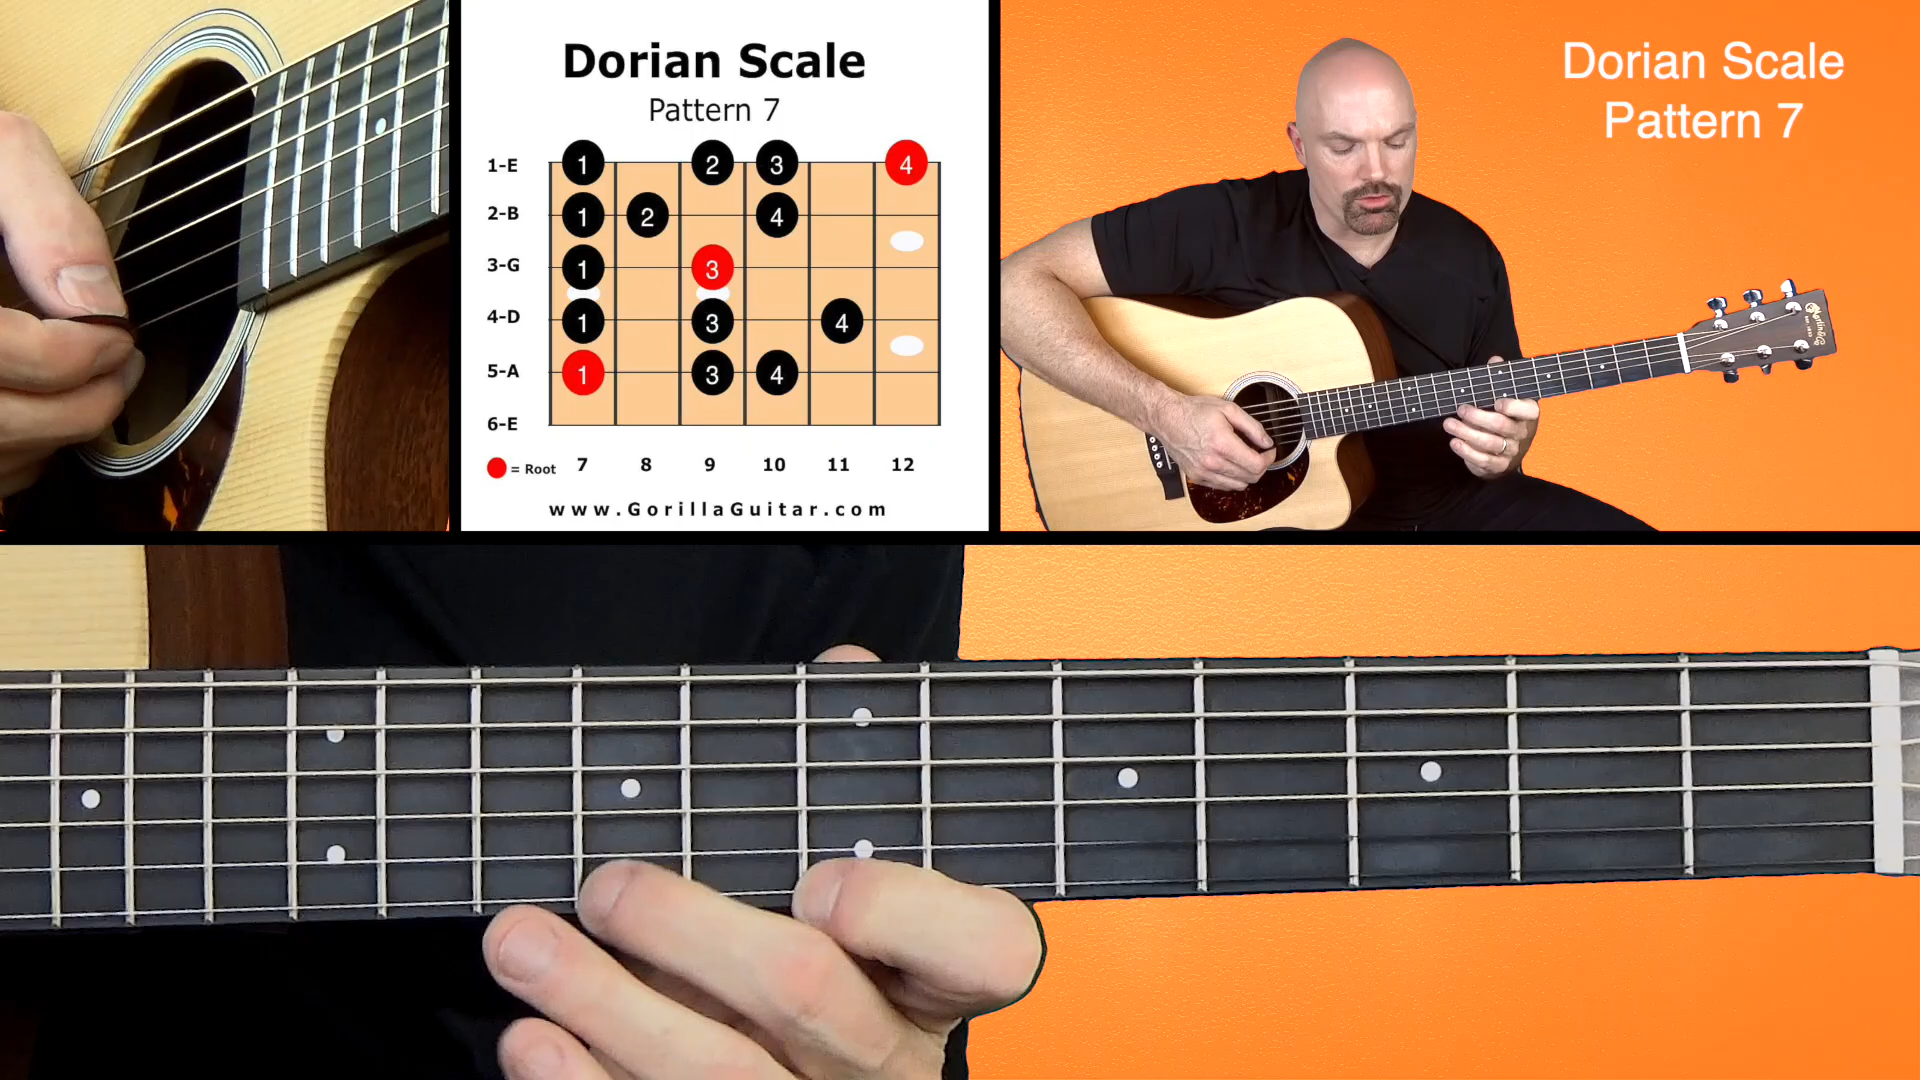 Dorian Scale
Pattern 7
1-E 1 2 3 4
2-B 1 2 4
3-G 1 3
4-D 1 3 4
5-A 1 3 4
6-E
= Root 7 8 9 10 11 12
www.GorillaGuitar.com
Dorian Scale
Pattern 7